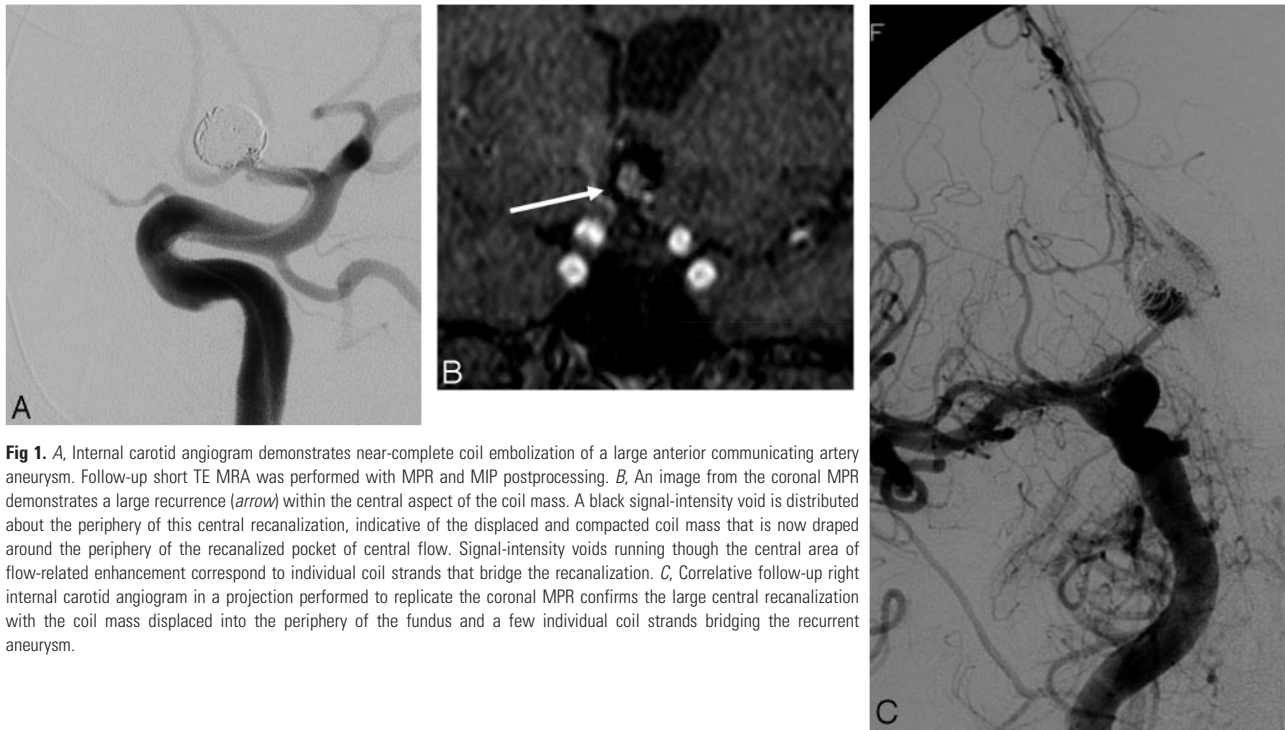 A
B
F
C
Fig 1. A, Internal carotid angiogram demonstrates near-complete coil embolization of a large anterior communicating artery
aneurysm. Follow-up short TE MRA was performed with MPR and MIP postprocessing. B, An image from the coronal MPR
demonstrates a large recurrence (arrow) within the central aspect of the coil mass. A black signal-intensity void is distributed
about the periphery of this central recanalization, indicative of the displaced and compacted coil mass that is now draped
around the periphery of the recanalized pocket of central flow. Signal-intensity voids running though the central area of
flow-related enhancement correspond to individual coil strands that bridge the recanalization. C, Correlative follow-up right
internal carotid angiogram in a projection performed to replicate the coronal MPR confirms the large central recanalization
with the coil mass displaced into the periphery of the fundus and a few individual coil strands bridging the recurrent
aneurysm.